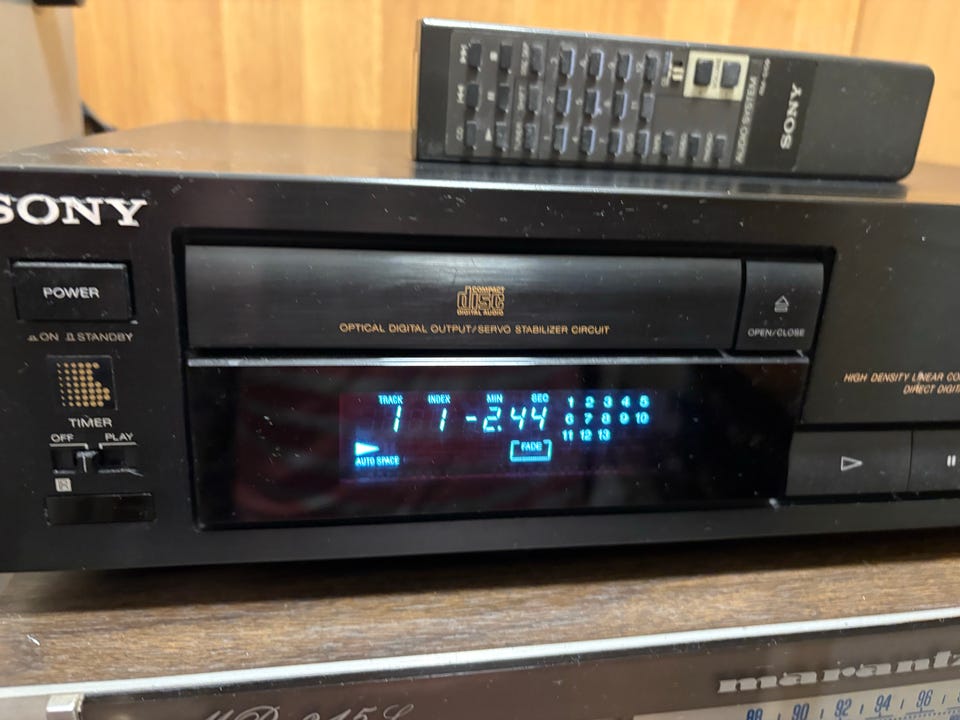 SONY
AUDIO SYSTEM
SONY
POWER
ON STANDBY
TIMER
OFF PLAY
COMPACT
disc
DIGITAL AUDIO
OPTICAL DIGITAL OUTPUT/SERVO STABILIZER CIRCUIT
OPEN/CLOSE
TRACK INDEX MIN SEC
1 1 -2.44
1 2 3 4 5
6 7 8 9 10
11 12 13
AUTO SPACE
FADE
HIGH DENSITY LINEAR CO
DIRECT DIGIT
marantz
88 90 92 94 96